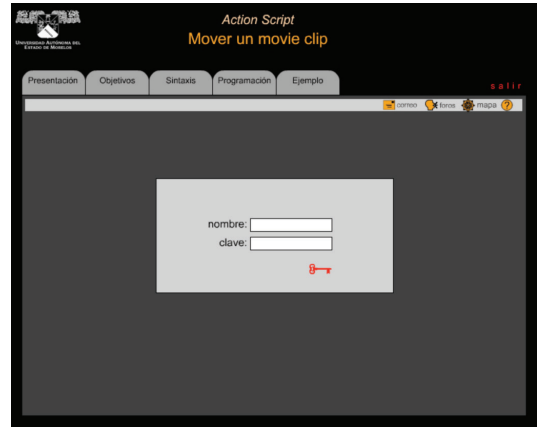 Action Script
Mover un movie clip
UNIVERSIDAD AUTÓNOMA DEL
ESTADO DE MORELOS
Presentación Objetivos Sintaxis Programación Ejemplo
salir
correo foros mapa ?
nombre:
clave: